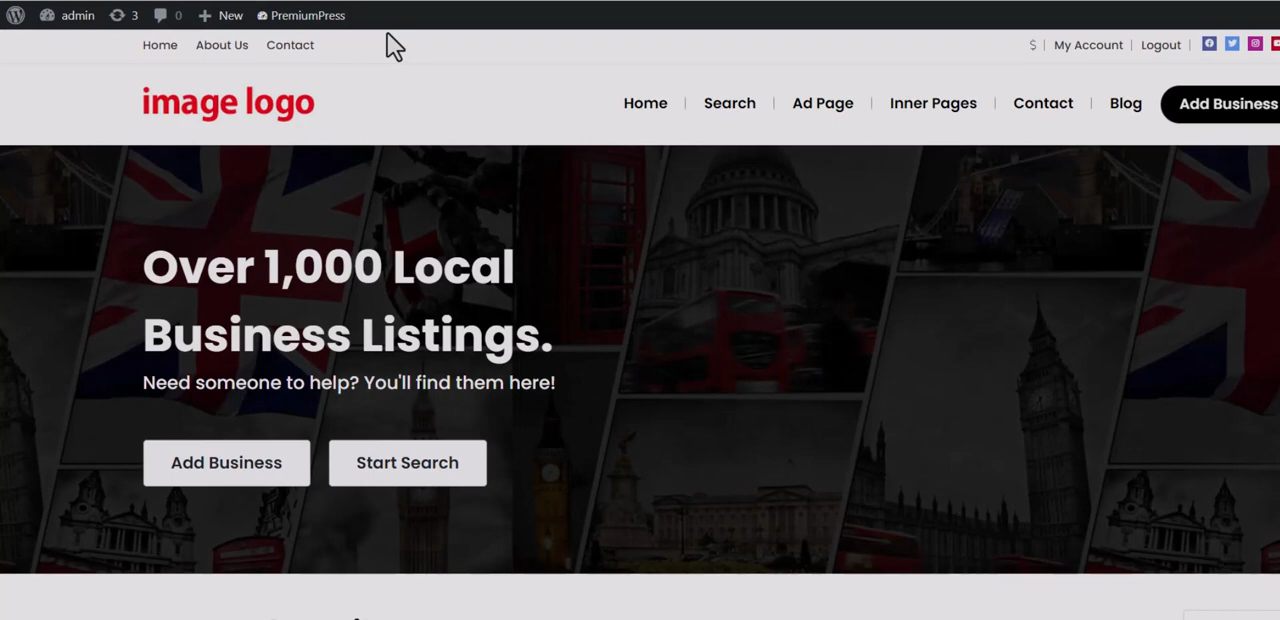 admin 3 0 New PremiumPress
Home About Us Contact
$ My Account Logout
image logo
Home Search Ad Page Inner Pages Contact Blog Add Business
Over 1,000 Local
Business Listings.
Need someone to help? You'll find them here!
Add Business Start Search